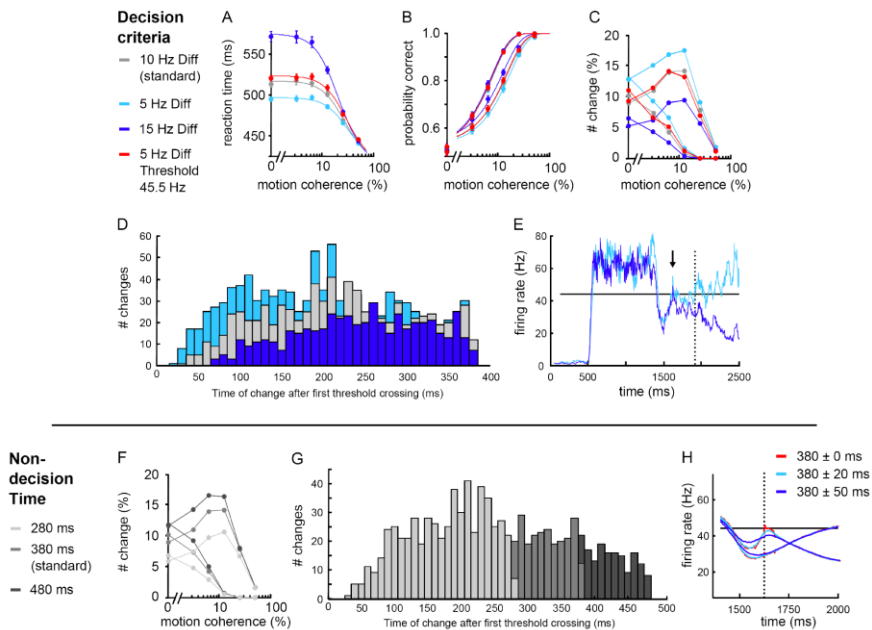 Decision
criteria
10 Hz Diff
(standard)
5 Hz Diff
15 Hz Diff
5 Hz Diff
Threshold
45.5 Hz
A
reaction time (ms)
550
500
450
0
10
100
motion coherence (%)
B
probability correct
1.0
0.8
0.6
0
10
100
motion coherence (%)
C
# change (%)
20
15
10
5
0
0
10
100
motion coherence (%)
D
# changes
60
50
40
30
20
10
0
0
50
100
150
200
250
300
350
400
Time of change after first threshold crossing (ms)
E
firing rate (Hz)
80
60
40
20
0
0
500
1500
2500
time (ms)
Non-
decision
Time
280 ms
380 ms
(standard)
480 ms
F
# change (%)
20
15
10
5
0
0
10
100
motion coherence (%)
G
# changes
40
30
20
10
0
0
50
100
150
200
250
300
350
400
450
500
Time of change after first threshold crossing (ms)
H
380 ± 0 ms
380 ± 20 ms
380 ± 50 ms
firing rate (Hz)
60
40
20
1500
1750
2000
time (ms)